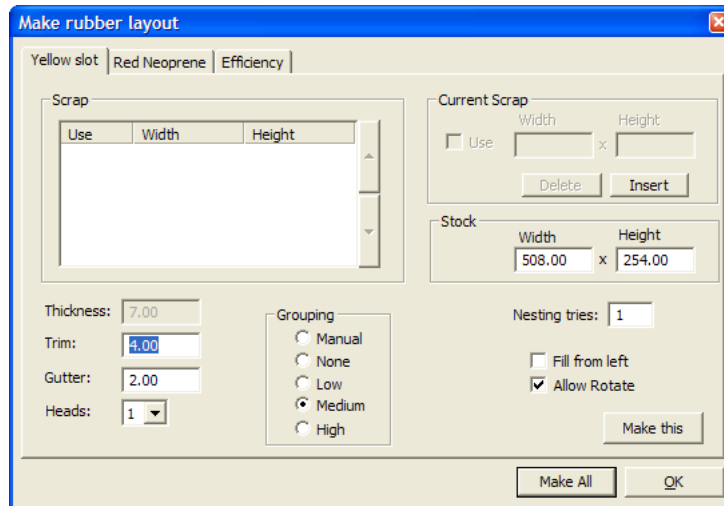 Make rubber layout
Yellow slot Red Neoprene Efficiency
Scrap
Use Width Height
Current Scrap
Width Height
Use x
Delete Insert
Stock
Width Height
508.00 x 254.00
Thickness: 7.00
Trim: 4.00
Gutter: 2.00
Heads: 1
Grouping
Manual
None
Low
Medium
High
Nesting tries: 1
Fill from left
Allow Rotate
Make this
Make All OK